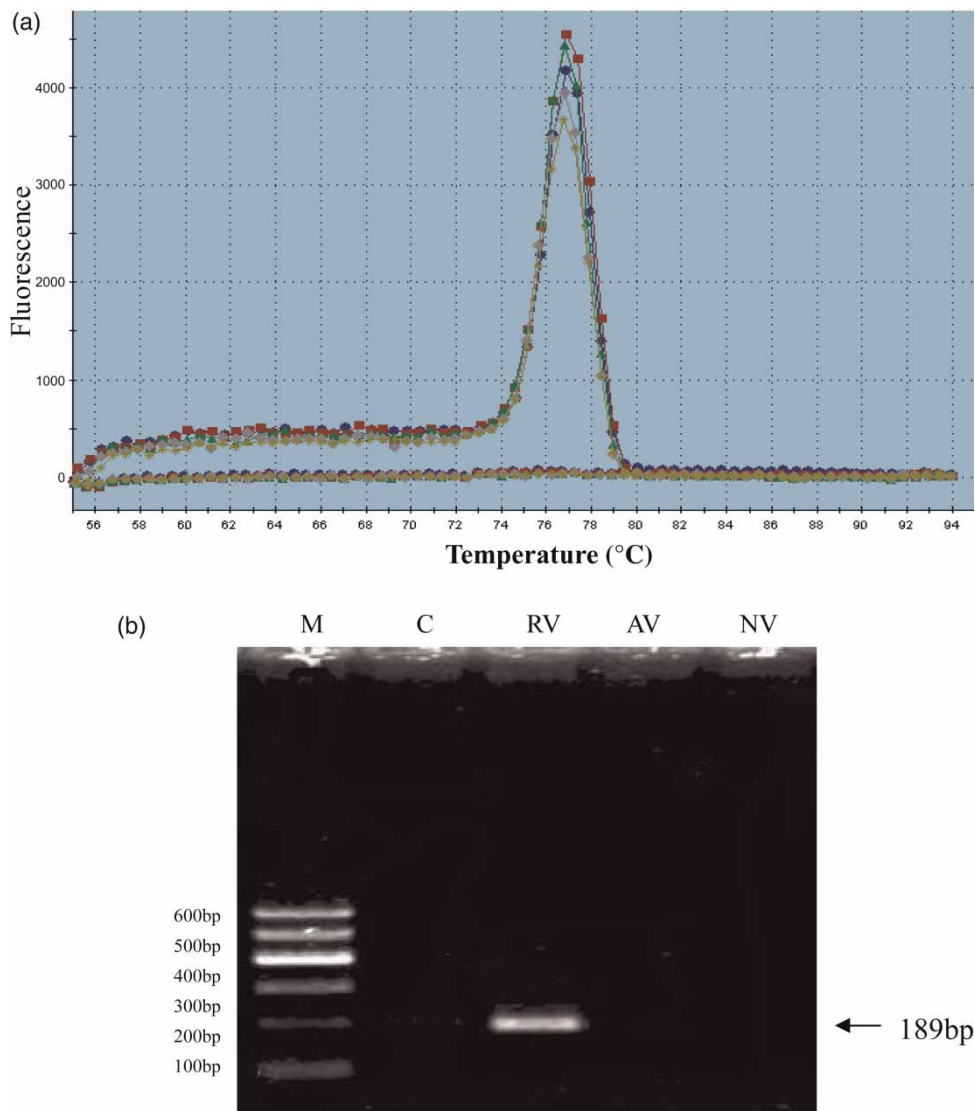 (a)
4000
3000
2000
1000
0
Fluorescence
56 58 60 62 64 66 68 70 72 74 76 78 80 82 84 86 88 90 92 94
Temperature (°C)
(b)
M C RV AV NV
600bp
500bp
400bp
300bp
200bp
100bp
189bp